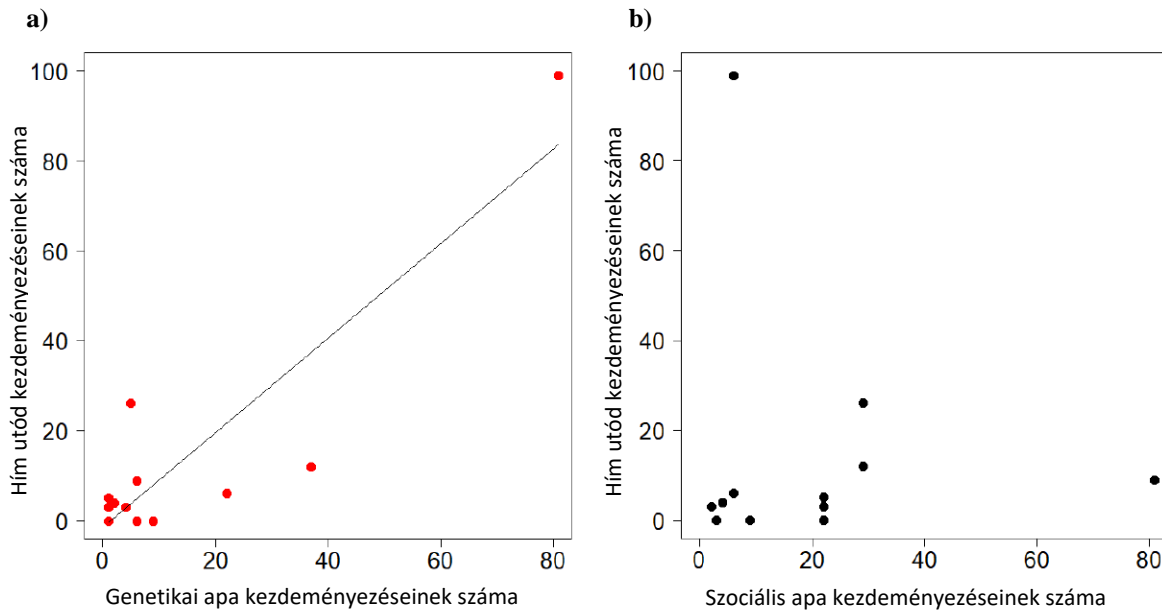 a)
Hím utód kezdeményezéseinek száma
100
80
60
40
20
0
0 20 40 60 80
Genetikai apa kezdeményezéseinek száma
b)
Hím utód kezdeményezéseinek száma
100
80
60
40
20
0
0 20 40 60 80
Szociális apa kezdeményezéseinek száma